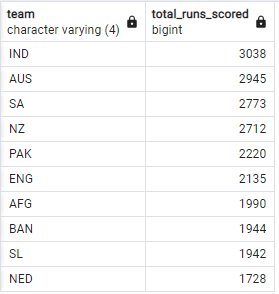 team total_runs_scored
character varying (4) bigint
IND 3038
AUS 2945
SA 2773
NZ 2712
PAK 2220
ENG 2135
AFG 1990
BAN 1944
SL 1942
NED 1728